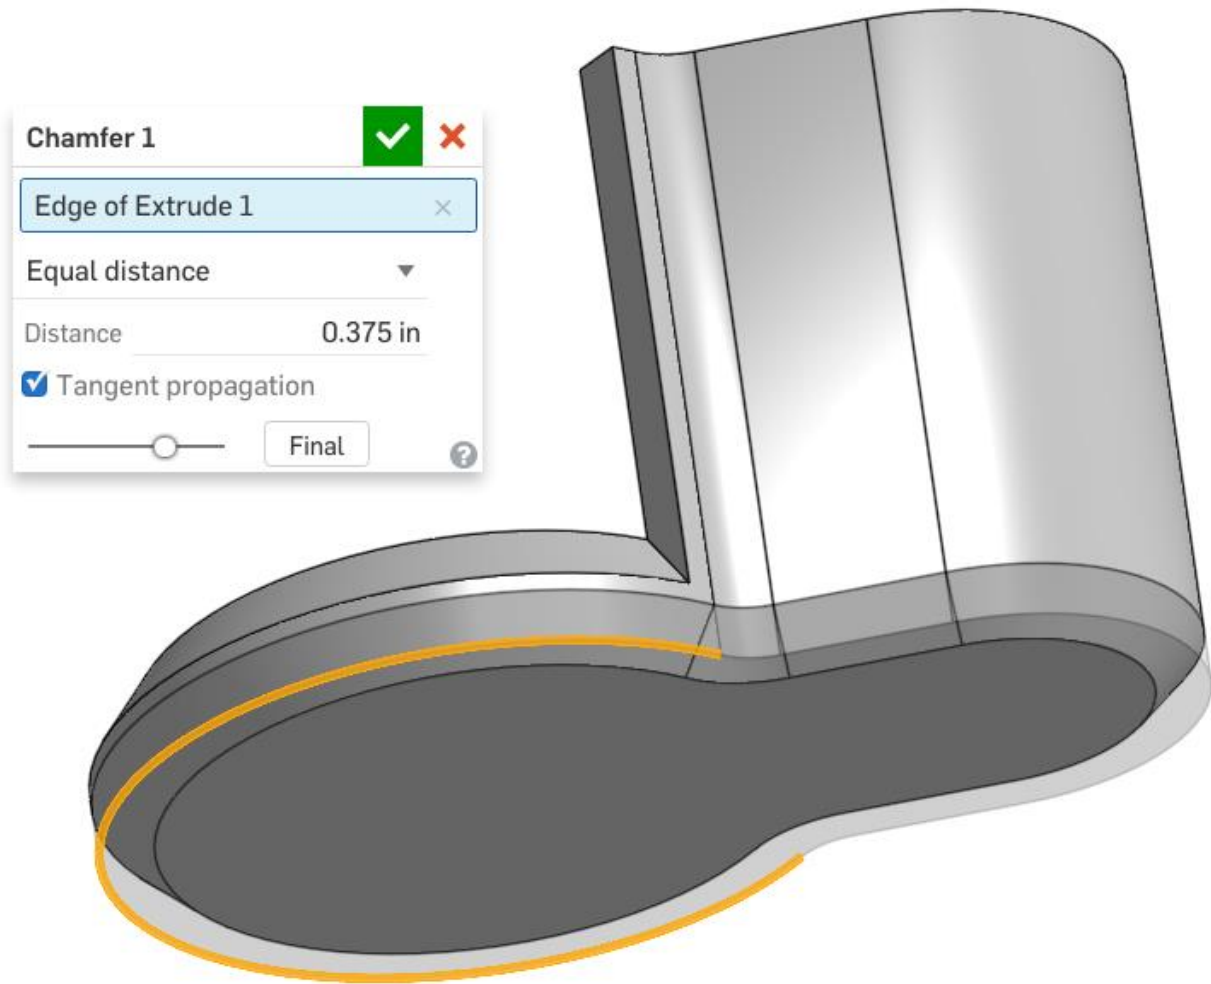 Chamfer 1
Edge of Extrude 1
Equal distance
Distance 0.375 in
Tangent propagation
Final
?